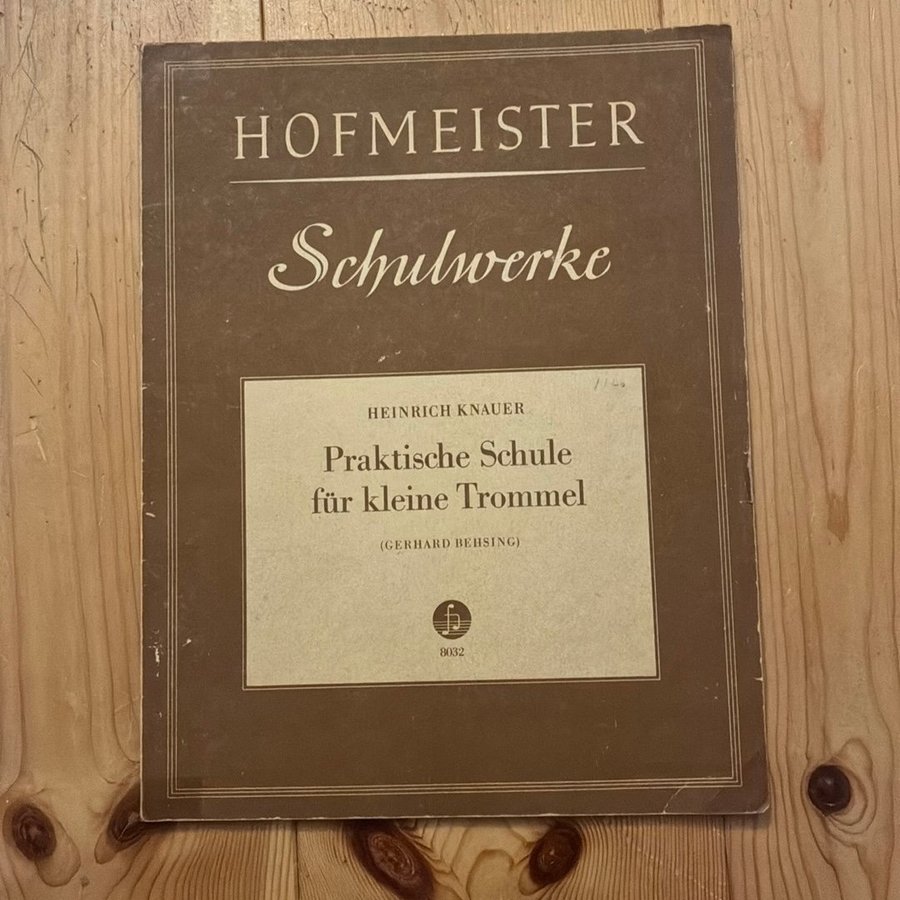 HOFMEISTER
Schulwerke
HEINRICH KNAUER
Praktische Schule
für kleine Trommel
(GERHARD BEHSING)
8032